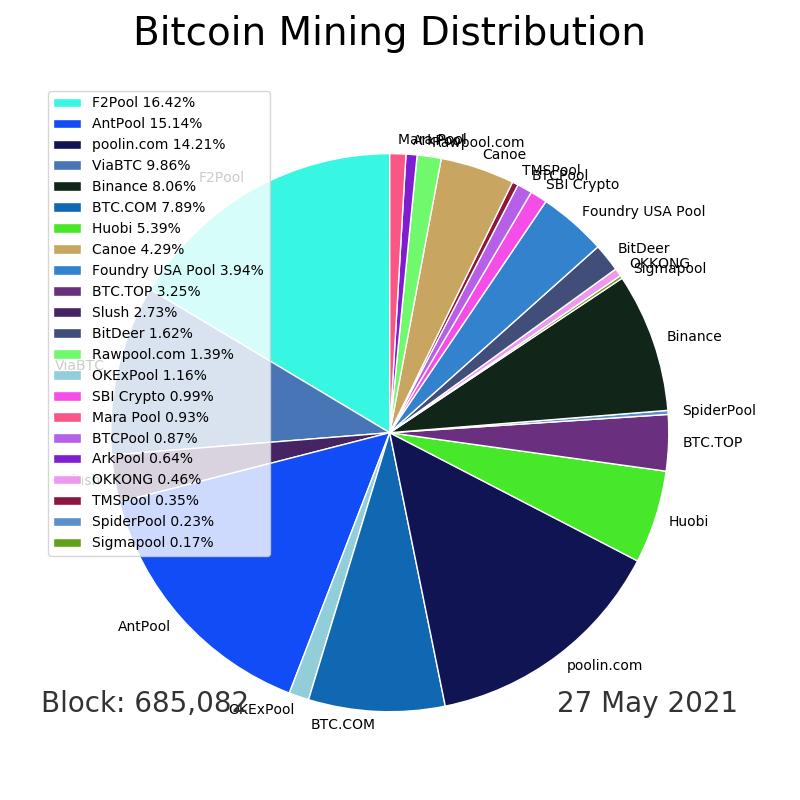 Bitcoin Mining Distribution
F2Pool 16.42%
AntPool 15.14%
poolin.com 14.21%
ViaBTC 9.86%
Binance 8.06%
BTC.COM 7.89%
Huobi 5.39%
Canoe 4.29%
Foundry USA Pool 3.94%
BTC.TOP 3.25%
Slush 2.73%
BitDeer 1.62%
Rawpool.com 1.39%
OKExPool 1.16%
SBI Crypto 0.99%
Mara Pool 0.93%
BTCPool 0.87%
ArkPool 0.64%
OKKONG 0.46%
TMSPool 0.35%
SpiderPool 0.23%
Sigmapool 0.17%
Mara Pool
ArkPool
Rawpool.com
Canoe
TMSPool
BTCPool
SBI Crypto
Foundry USA Pool
BitDeer
OKKONG
Sigmapool
Binance
SpiderPool
BTC.TOP
Huobi
poolin.com
BTC.COM
OKExPool
AntPool
ViaBTC
F2Pool
Block: 685,082
27 May 2021